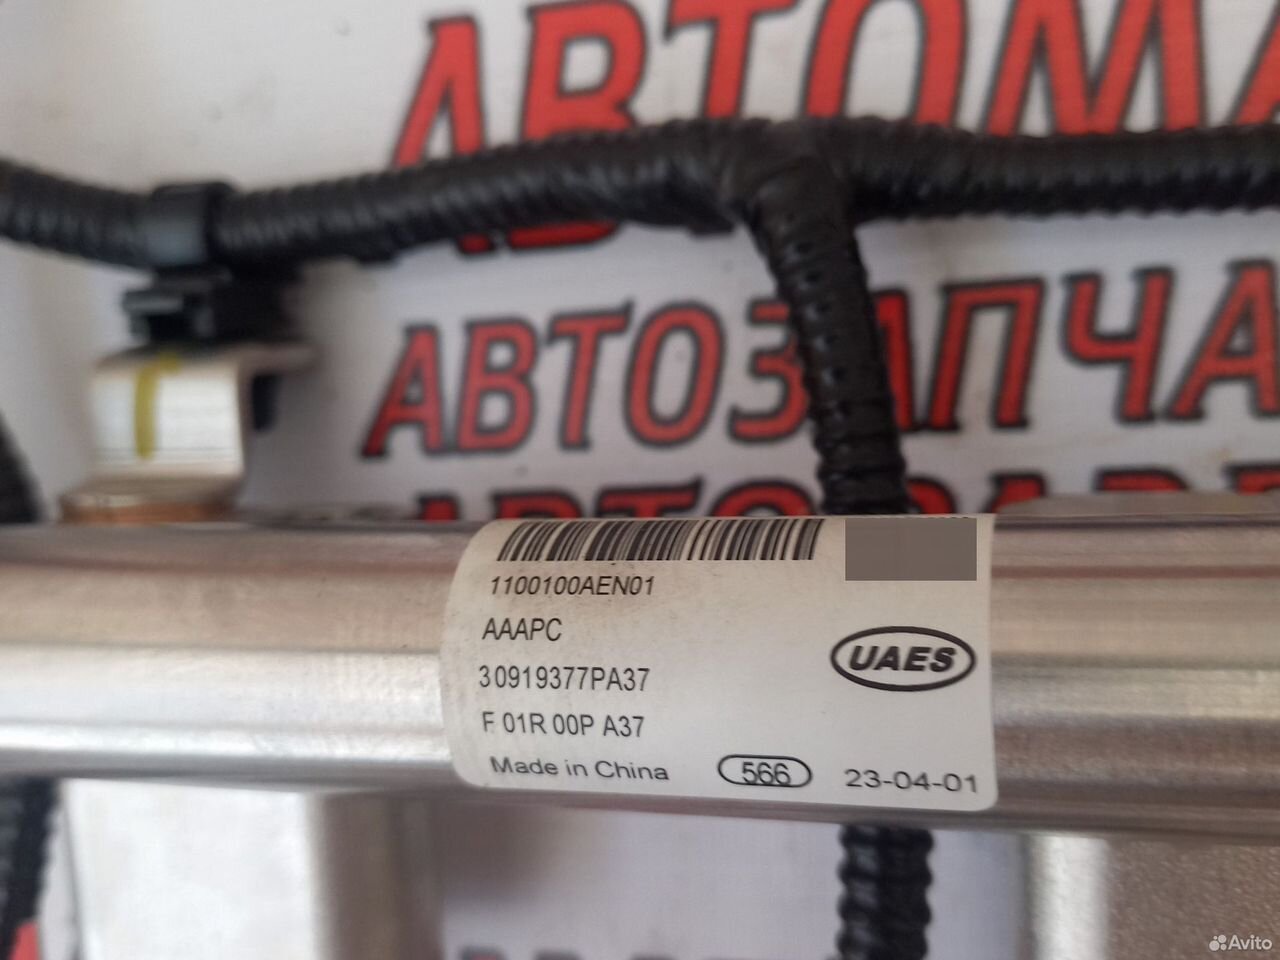 АВТОМА
АВТОЗАПЧА
1100100AEN01
AAAPC
30919377PA37
UAES
F 01R 00P A37
Made in China
566
23-04-01
Avito